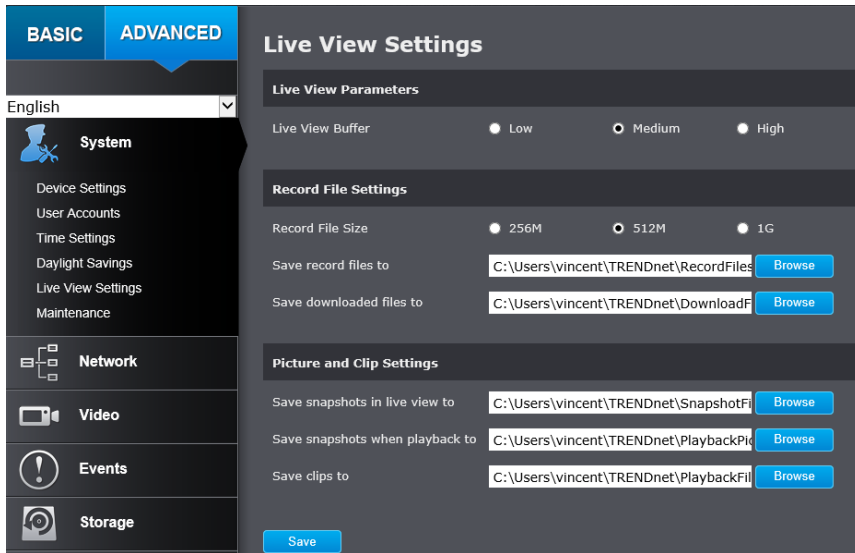 BASIC ADVANCED
English
System
Device Settings
User Accounts
Time Settings
Daylight Savings
Live View Settings
Maintenance
Network
Video
Events
Storage
Live View Settings
Live View Parameters
Live View Buffer Low Medium High
Record File Settings
Record File Size 256M 512M 1G
Save record files to C:\Users\vincent\TRENDnet\RecordFiles Browse
Save downloaded files to C:\Users\vincent\TRENDnet\DownloadF Browse
Picture and Clip Settings
Save snapshots in live view to C:\Users\vincent\TRENDnet\SnapshotFi Browse
Save snapshots when playback to C:\Users\vincent\TRENDnet\PlaybackPic Browse
Save clips to C:\Users\vincent\TRENDnet\PlaybackFil Browse
Save